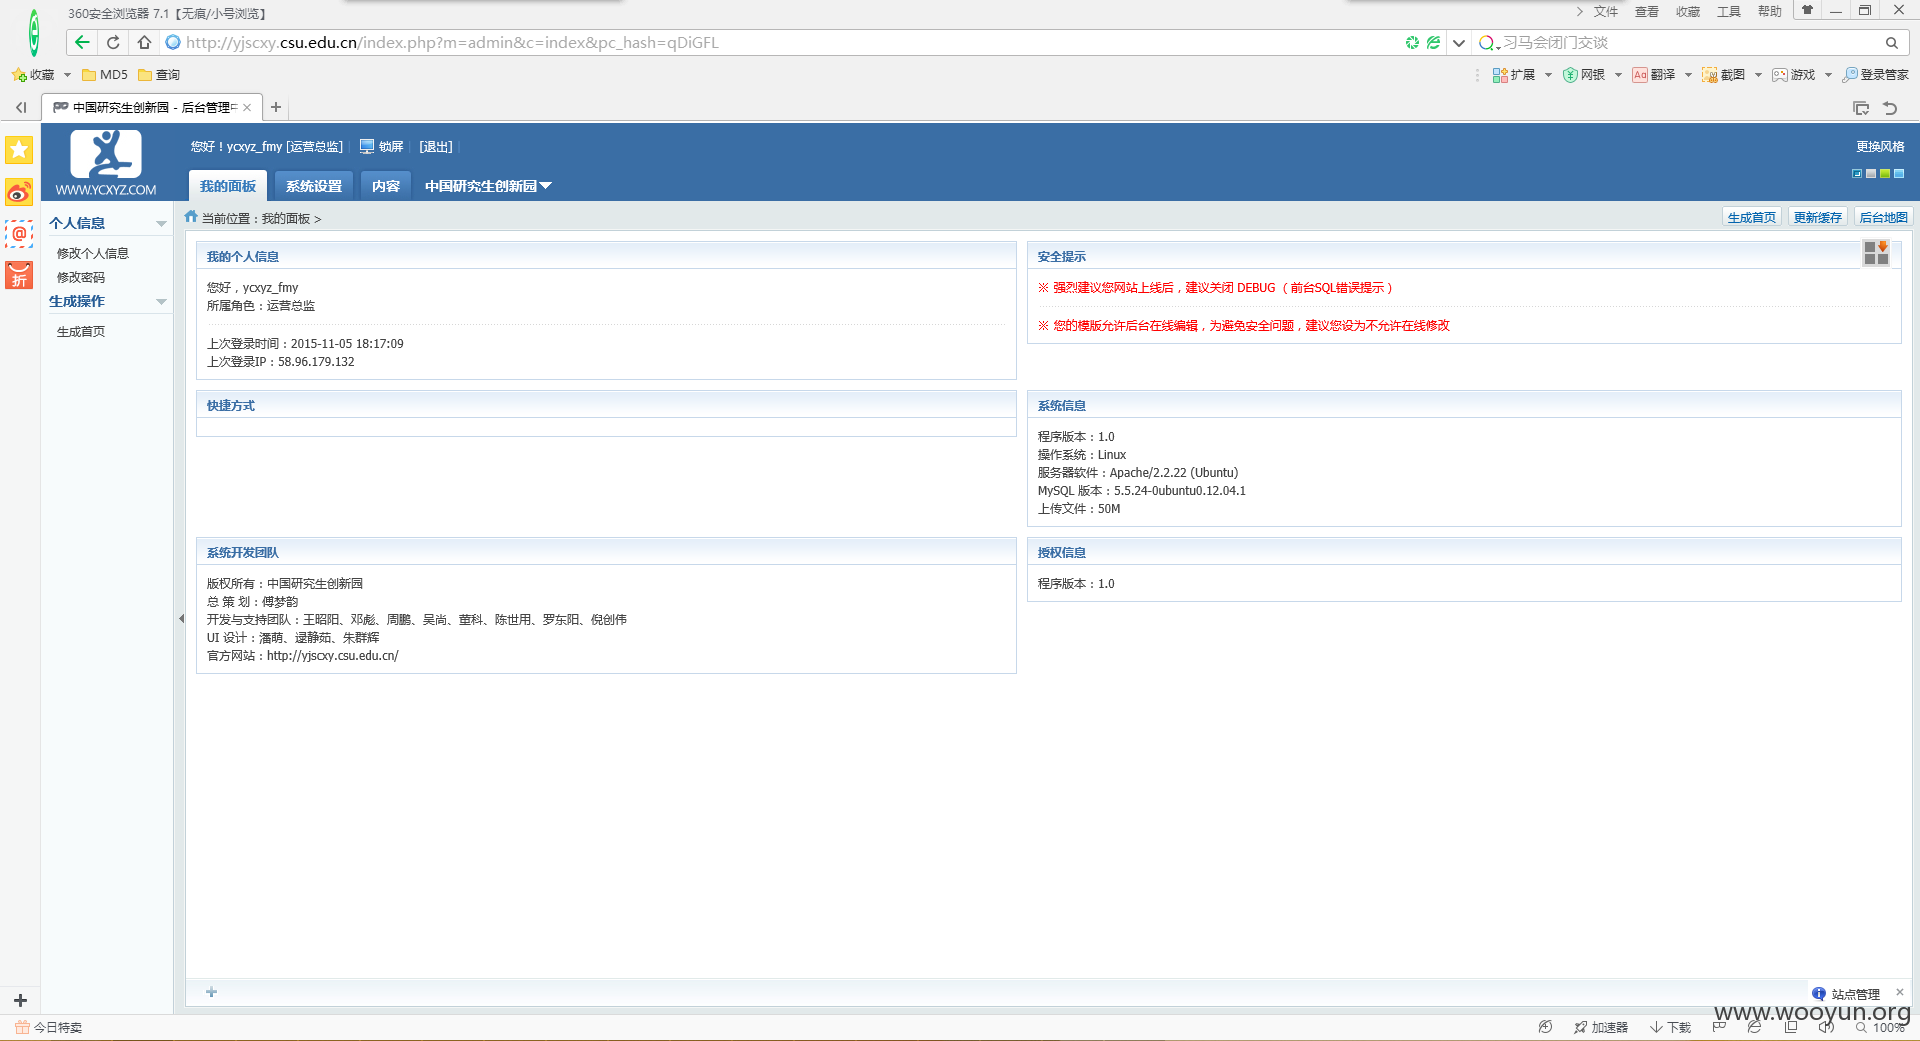 360安全浏览器 7.1【无痕/小号浏览】
文件 查看 收藏 工具 帮助
http://yjscxy.csu.edu.cn/index.php?m=admin&c=index&pc_hash=qDiGFL
习马会闭门交谈
收藏 MD5 查询
扩展 网银 翻译 截图 游戏 登录管家
中国研究生创新园 - 后台管理中
您好！ycxyz_fmy [运营总监] 锁屏 [退出]
更换风格
WWW.YCXYZ.COM
我的面板 系统设置 内容 中国研究生创新园
折
个人信息
修改个人信息
修改密码
生成操作
生成首页
当前位置：我的面板 >
生成首页 更新缓存 后台地图
我的个人信息
您好，ycxyz_fmy
所属角色：运营总监
上次登录时间：2015-11-05 18:17:09
上次登录IP：58.96.179.132
安全提示
※ 强烈建议您网站上线后，建议关闭 DEBUG （前台SQL错误提示）
※ 您的模版允许后台在线编辑，为避免安全问题，建议您设为不允许在线修改
快捷方式
系统信息
程序版本：1.0
操作系统：Linux
服务器软件：Apache/2.2.22 (Ubuntu)
MySQL 版本：5.5.24-0ubuntu0.12.04.1
上传文件：50M
系统开发团队
版权所有：中国研究生创新园
总 策 划：傅梦韵
开发与支持团队：王昭阳、邓彪、周鹏、吴尚、董科、陈世用、罗东阳、倪创伟
UI 设计：潘萌、逯静茹、朱群辉
官方网站：http://yjscxy.csu.edu.cn/
授权信息
程序版本：1.0
站点管理
www.wooyun.org
今日特卖
加速器 下载 100%